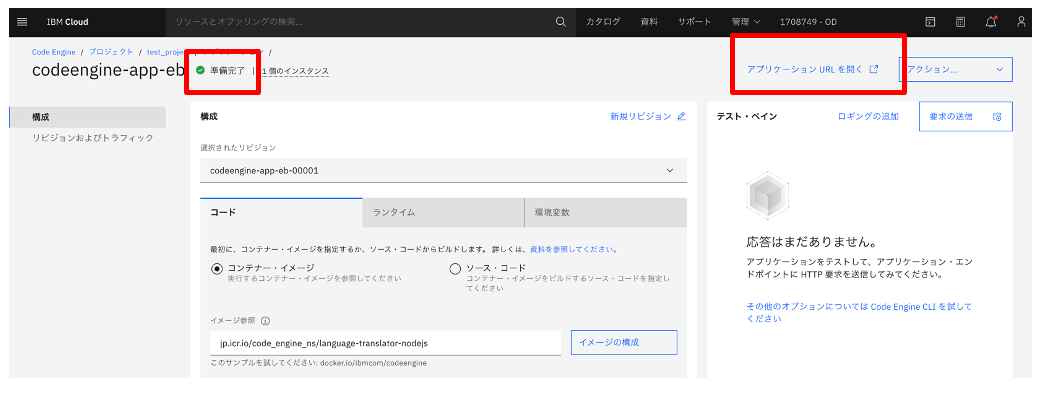 IBM Cloud
リソースとオファリングの検索...
カタログ
資料
サポート
管理
1708749 - OD
Code Engine / プロジェクト / test_proje
/
codeengine-app-eb
準備完了
1 個のインスタンス
アプリケーション URL を開く
アクション...
構成
リビジョンおよびトラフィック
構成
新規リビジョン
選択されたリビジョン
codeengine-app-eb-00001
コード
ランタイム
環境変数
最初に、コンテナー・イメージを指定するか、ソース・コードからビルドします。 詳しくは、資料を参照してください。
コンテナー・イメージ
実行するコンテナー・イメージを参照してください
ソース・コード
コンテナー・イメージをビルドするソース・コードを指定し
てください
イメージ参照
jp.icr.io/code_engine_ns/language-translator-nodejs
イメージの構成
このサンプルを試してください: docker.io/ibmcom/codeengine
テスト・ペイン
ロギングの追加
要求の送信
応答はまだありません。
アプリケーションをテストして、アプリケーション・エン
ドポイントに HTTP 要求を送信してみてください。
その他のオプションについては Code Engine CLI を試して
ください